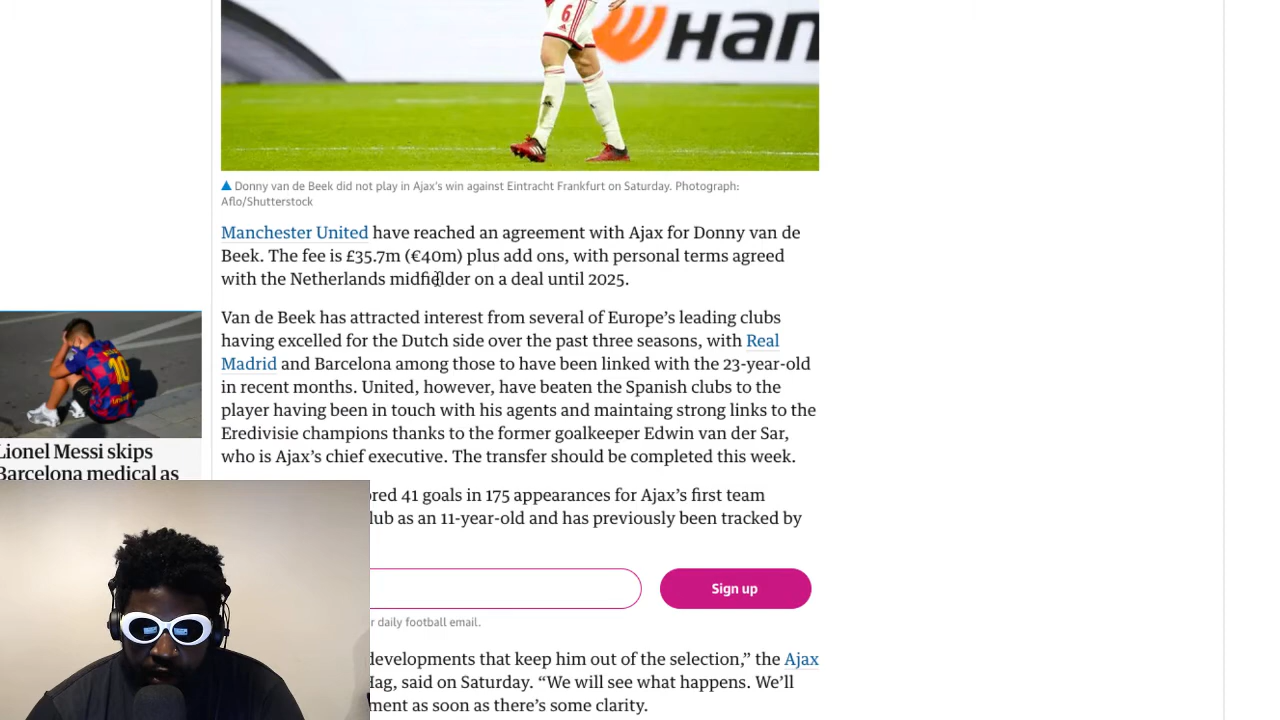 6
Han
▲ Donny van de Beek did not play in Ajax's win against Eintracht Frankfurt on Saturday. Photograph:
Aflo/Shutterstock
Manchester United have reached an agreement with Ajax for Donny van de
Beek. The fee is £35.7m (€40m) plus add ons, with personal terms agreed
with the Netherlands midfielder on a deal until 2025.
Van de Beek has attracted interest from several of Europe's leading clubs
having excelled for the Dutch side over the past three seasons, with Real
Madrid and Barcelona among those to have been linked with the 23-year-old
in recent months. United, however, have beaten the Spanish clubs to the
player having been in touch with his agents and maintaing strong links to the
Eredivisie champions thanks to the former goalkeeper Edwin van der Sar,
who is Ajax's chief executive. The transfer should be completed this week.
10
Lionel Messi skips
Barcelona medical as
ored 41 goals in 175 appearances for Ajax's first team
lub as an 11-year-old and has previously been tracked by
Sign up
r daily football email.
developments that keep him out of the selection,” the Ajax
Hag, said on Saturday. “We will see what happens. We'll
ment as soon as there's some clarity.